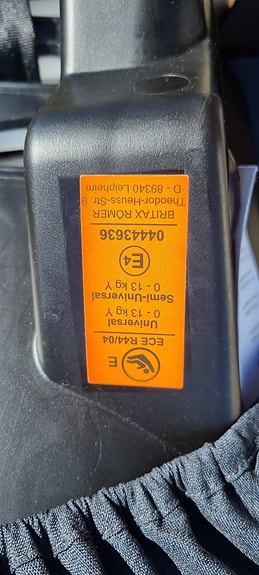 E ECE R44/04
Universal
0 - 13 kg Y
Semi-Universal
0 - 13 kg Y
E4
04443636
BRITAX RÖMER
Theodor-Heuss-Str. 9
D - 89340 Leipheim